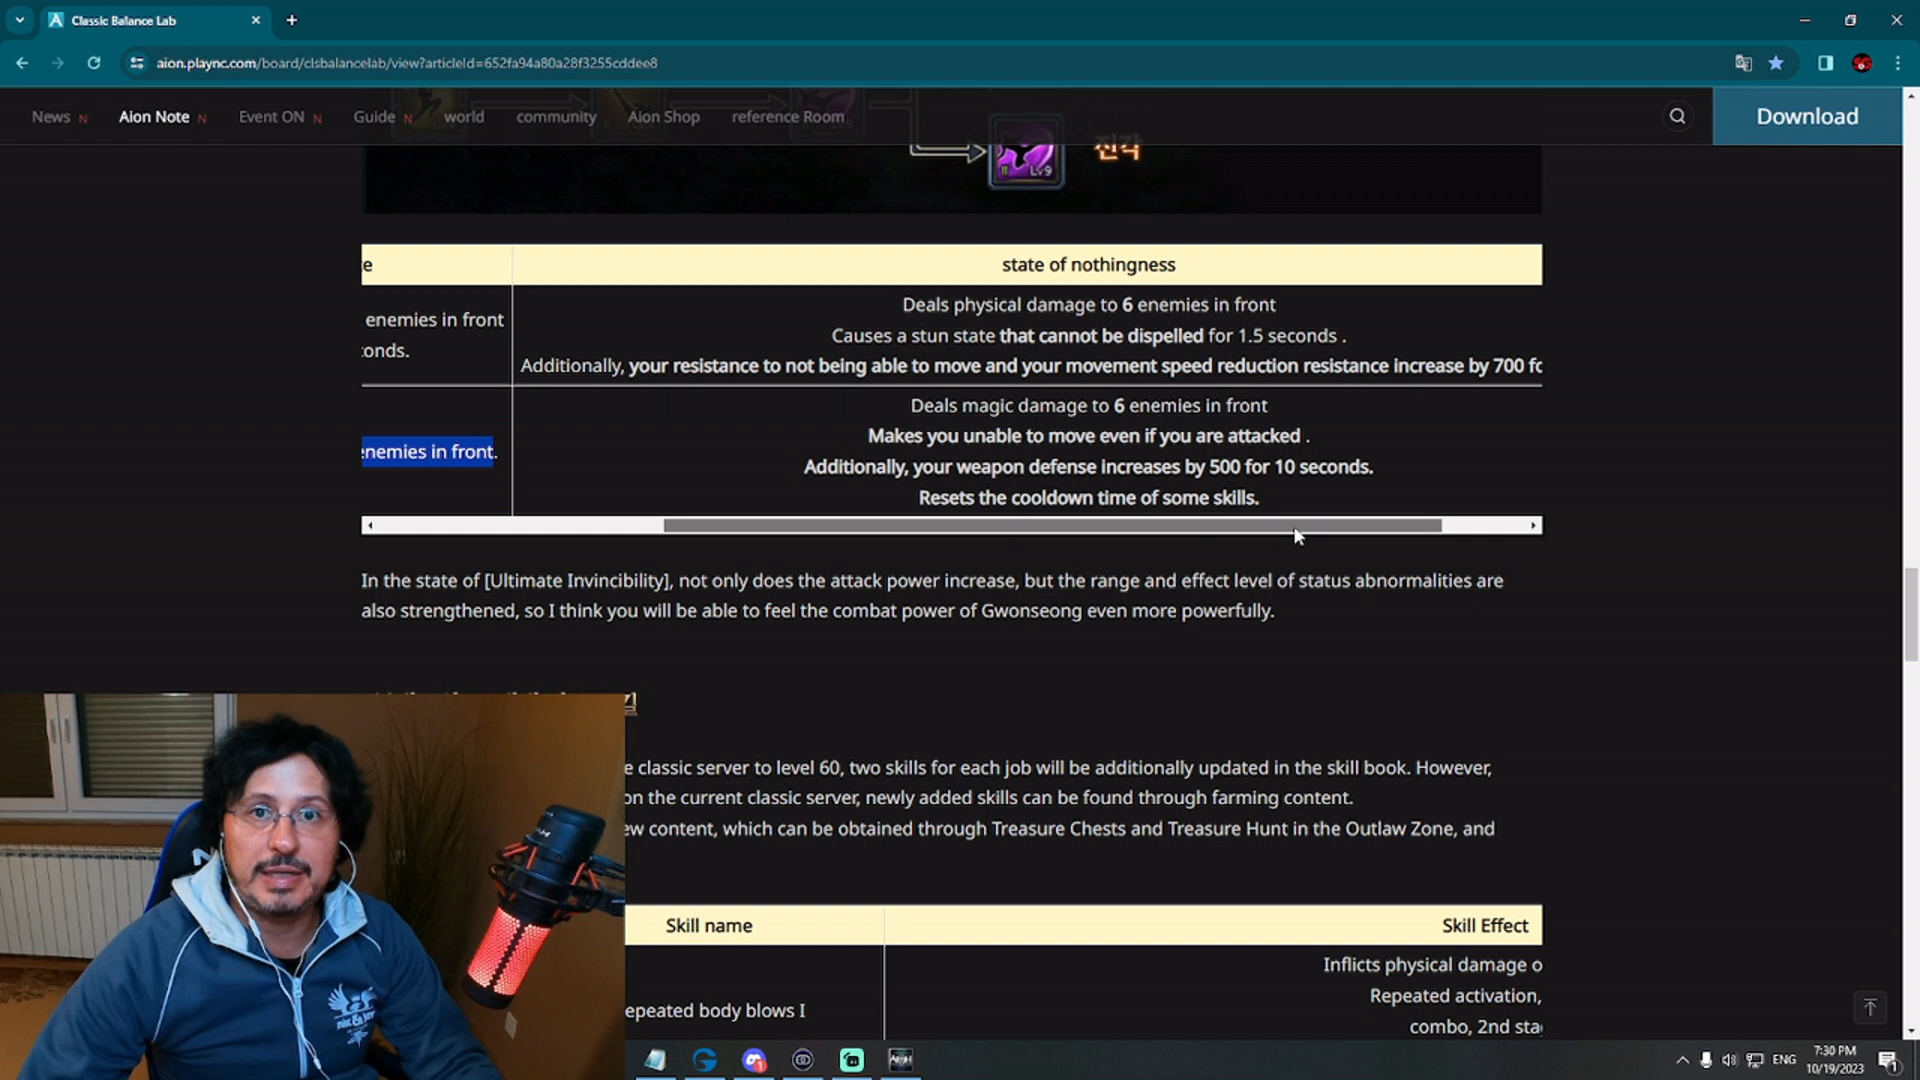 Classic Balance Lab
aion.plaync.com/board/clsbalancelab/view?articleId=652fa94a80a28f3255cddee8
News N
Aion Note N
Event ON N
Guide N
world
community
Aion Shop
reference Room
Download
Lv9
진각
e
state of nothingness
enemies in front
conds.
Deals physical damage to 6 enemies in front
Causes a stun state that cannot be dispelled for 1.5 seconds .
Additionally, your resistance to not being able to move and your movement speed reduction resistance increase by 700 fo
enemies in front.
Deals magic damage to 6 enemies in front
Makes you unable to move even if you are attacked .
Additionally, your weapon defense increases by 500 for 10 seconds.
Resets the cooldown time of some skills.
In the state of [Ultimate Invincibility], not only does the attack power increase, but the range and effect level of status abnormalities are
also strengthened, so I think you will be able to feel the combat power of Gwonseong even more powerfully.
e classic server to level 60, two skills for each job will be additionally updated in the skill book. However,
on the current classic server, newly added skills can be found through farming content.
ew content, which can be obtained through Treasure Chests and Treasure Hunt in the Outlaw Zone, and
Skill name
Skill Effect
epeated body blows I
Inflicts physical damage o
Repeated activation,
combo, 2nd sta
ENG
7:30 PM
10/19/2023